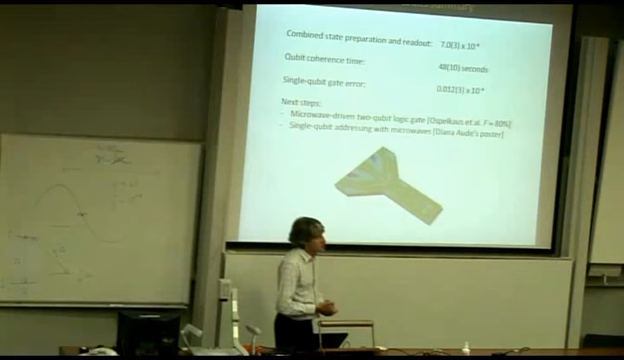 Summary
Combined state preparation and readout: 7.0(3) x 10⁻⁴
Qubit coherence time: 48(10) seconds
Single-qubit gate error: 0.012(3) x 10⁻⁴
Next steps:
- Microwave-driven two-qubit logic gate [Ospelkaus et al. F = 80%]
- Single-qubit addressing with microwaves [Diana Aude's poster]